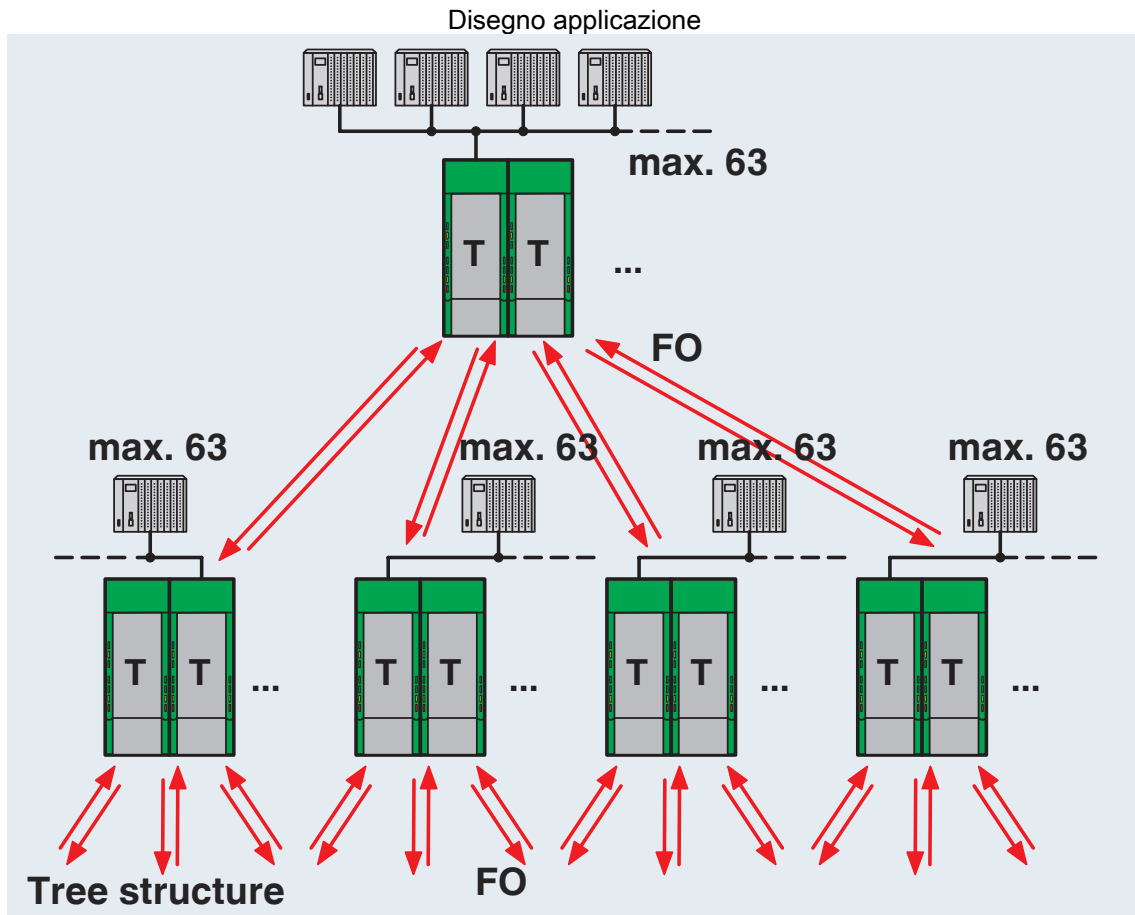 Disegno applicazione
max. 63
T T ...
FO
max. 63 max. 63 max. 63 max. 63
T T ... T T ... T T ... T T ...
Tree structure FO